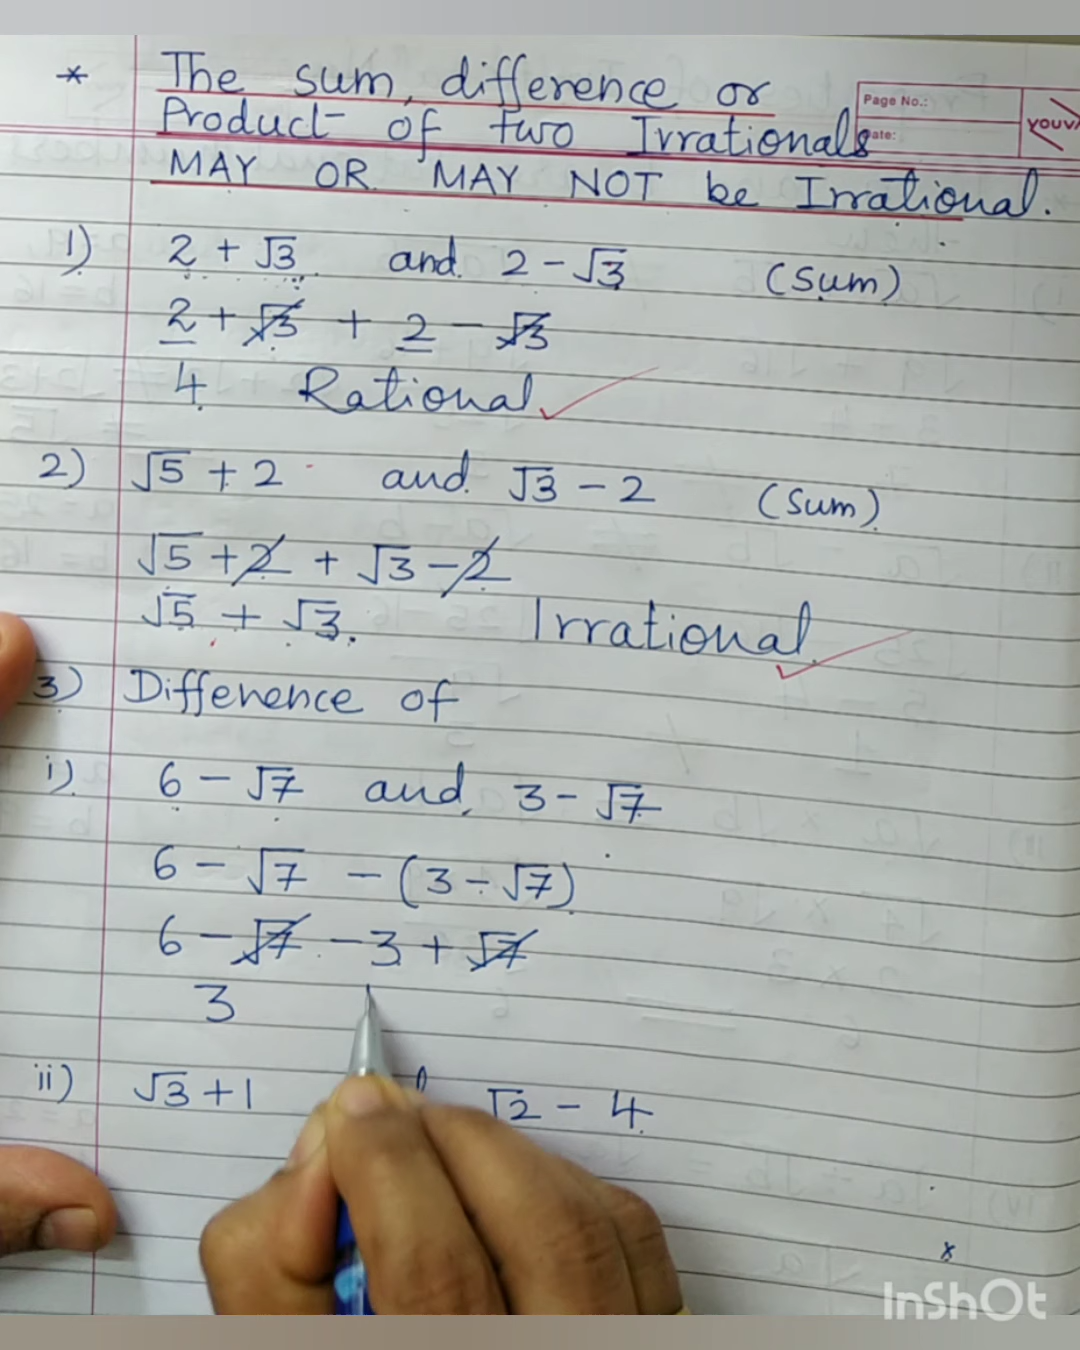 * The sum, difference or
Page No.:
Product of two Irrationals
Date:
YOUVA
MAY OR MAY NOT be Irrational.
1) 2 + √3 and 2 - √3 (Sum)
2 + √3 + 2 - √3
4 Rational ✓
2) √5 + 2 and √3 - 2 (Sum)
√5 + 2 + √3 - 2
√5 + √3. Irrational ✓
3) Difference of
i) 6 - √7 and 3 - √7
6 - √7 - (3 - √7)
6 - √7 - 3 + √7
3
ii) √3 + 1 √2 - 4
x
InShOt